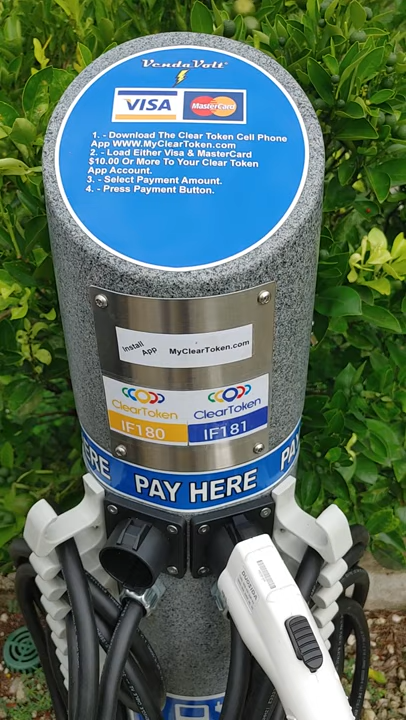 VendaVolt
VISA MasterCard
1. - Download The Clear Token Cell Phone
App WWW.MyClearToken.com
2. - Load Either Visa & MasterCard
$10.00 Or More To Your Clear Token
App Account.
3. - Select Payment Amount.
4. - Press Payment Button.
Install
App
MyClearToken.com
ClearToken ClearToken
IF180 IF181
PAY HERE